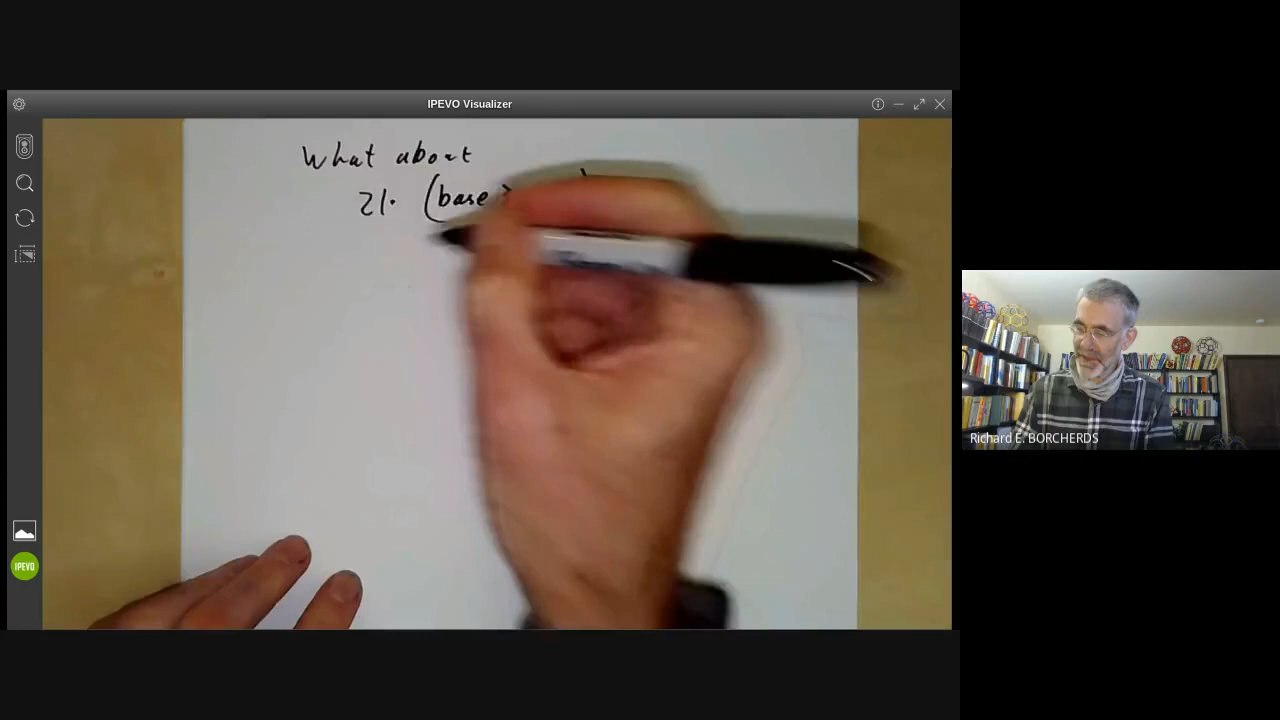 IPEVO Visualizer
What about
21. (base
IPEVO
Richard E. BORCHERDS